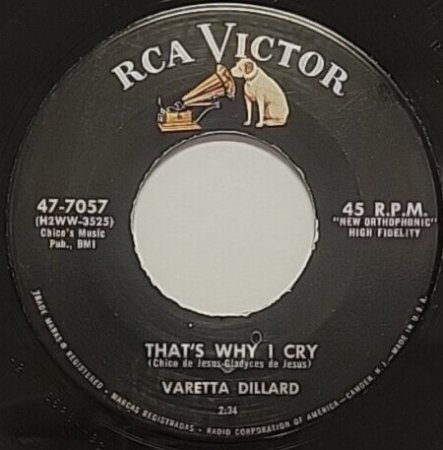 RCA VICTOR
47-7057
(H2WW-3525)
Chico's Music
Pub., BMI
45 R.P.M.
"NEW ORTHOPHONIC"
HIGH FIDELITY
THAT'S WHY I CRY
(Chico de Jesus-Gladyces de Jesus)
VARETTA DILLARD
2:34
TRADE MARKS ® REGISTERED - MARCAS REGISTRADAS - RADIO CORPORATION OF AMERICA - CAMDEN, N.J. - MADE IN U.S.A.